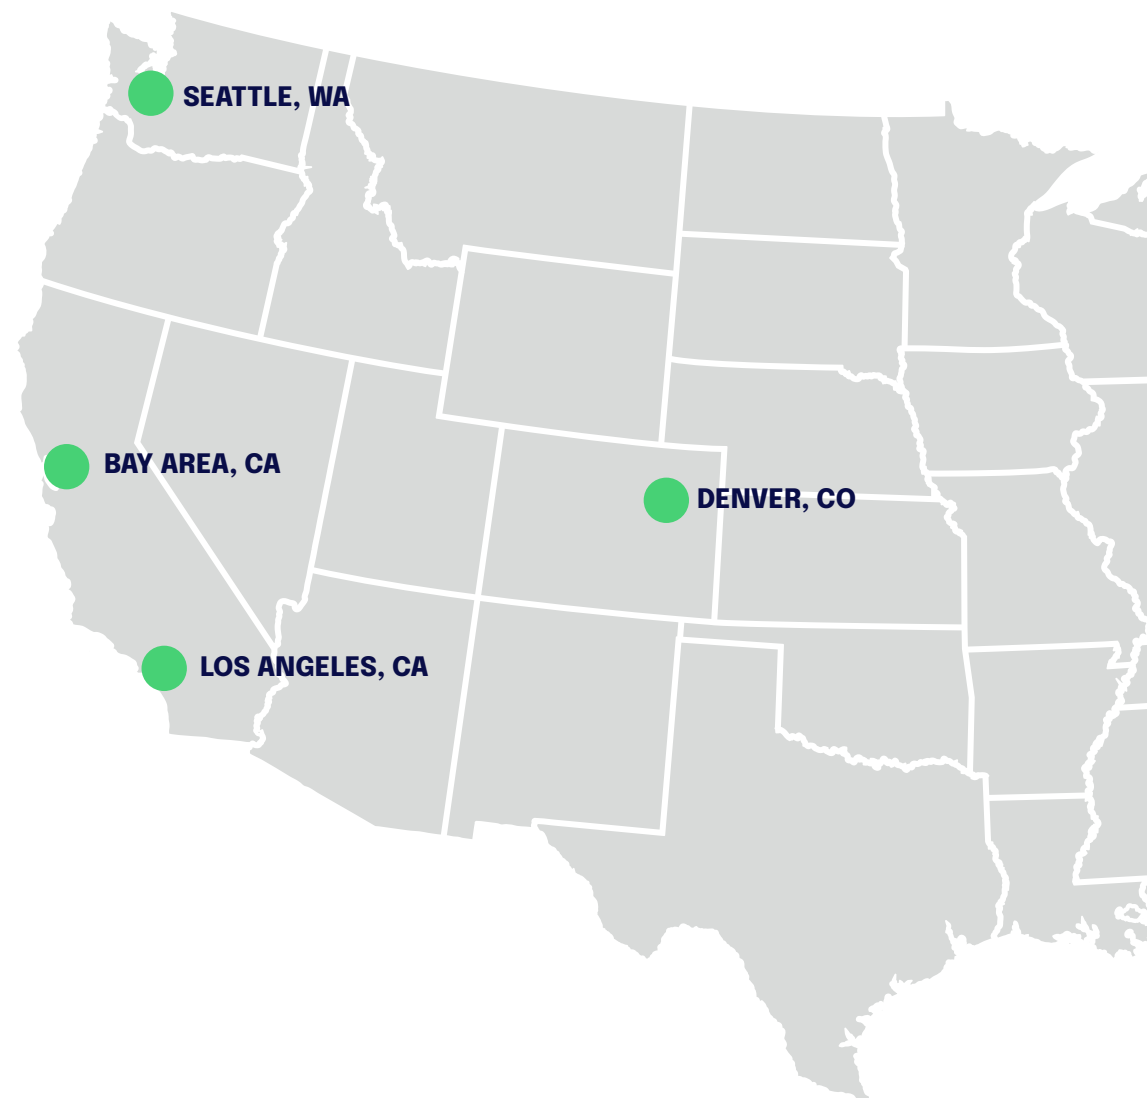 SEATTLE, WA
BAY AREA, CA
DENVER, CO
LOS ANGELES, CA